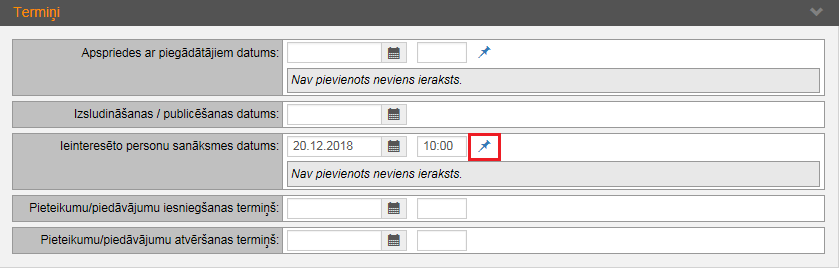 Termiņi
Apspriedes ar piegādātājiem datums:
Nav pievienots neviens ieraksts.
Izsludināšanas / publicēšanas datums:
Ieinteresēto personu sanāksmes datums: 20.12.2018 10:00
Nav pievienots neviens ieraksts.
Pieteikumu/piedāvājumu iesniegšanas termiņš:
Pieteikumu/piedāvājumu atvēršanas termiņš: